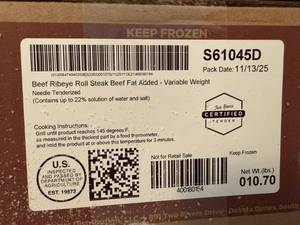 KEEP FROZEN
S61045D
Pack Date: 11/13/25
Beef Ribeye Roll Steak Beef Fat Added - Variable Weight
Needle Tenderized
(Contains up to 22% solution of water and salt)
Cooking Instructions:
Grill until product reaches 145 degrees F.
as measured in the thickest part by a food thermometer,
and hold the product at or above this temperature for 3 minutes.
CERTIFIED
TENDER
U.S.
INSPECTED
AND PASSED BY
DEPARTMENT OF
AGRICULTURE
EST. 19872
Not for Retail Sale
Keep Frozen
Net Wt.(lbs.)
010.70